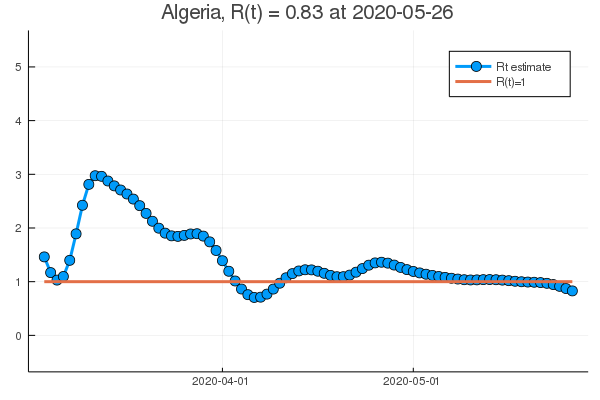 Algeria, R(t) = 0.83 at 2020-05-26
5
4
3
2
1
0
Rt estimate
R(t)=1
2020-04-01
2020-05-01